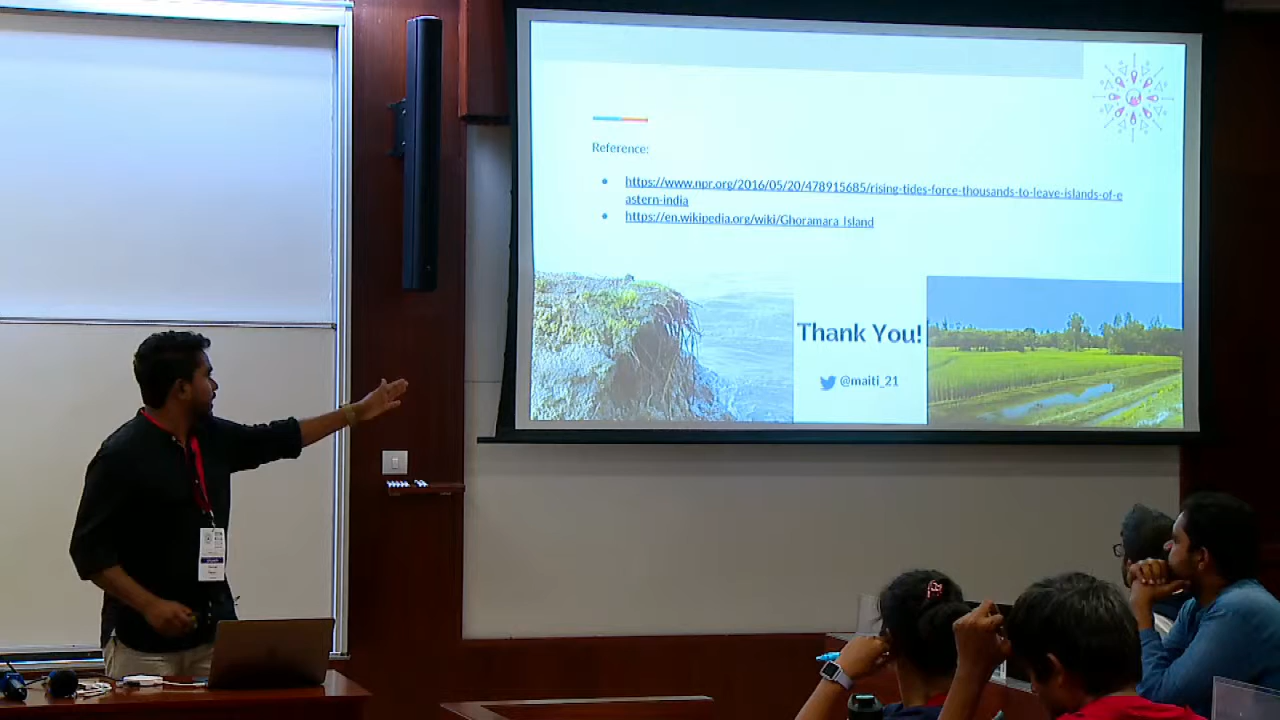 Reference:
https://www.npr.org/2016/05/20/478915685/rising-tides-force-thousands-to-leave-islands-of-e
astern-india
https://en.wikipedia.org/wiki/Ghoramara_Island
Thank You!
@maiti_21